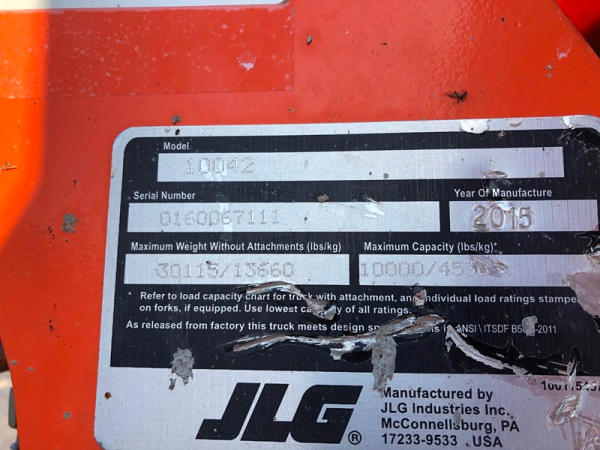 Model
10042
Serial Number
0160067111
Year Of Manufacture
2015
Maximum Weight Without Attachments (lbs/kg)
30115/13660
Maximum Capacity (lbs/kg)*
10000/
* Refer to load capacity chart for truck with attachment, and individual load ratings stampe
on forks, if equipped. Use lowest capacity of all ratings.
As released from factory this truck meets design ANSI \ ITSDF -2011
JLG®
Manufactured by
JLG Industries Inc.
McConnellsburg, PA
17233-9533 USA